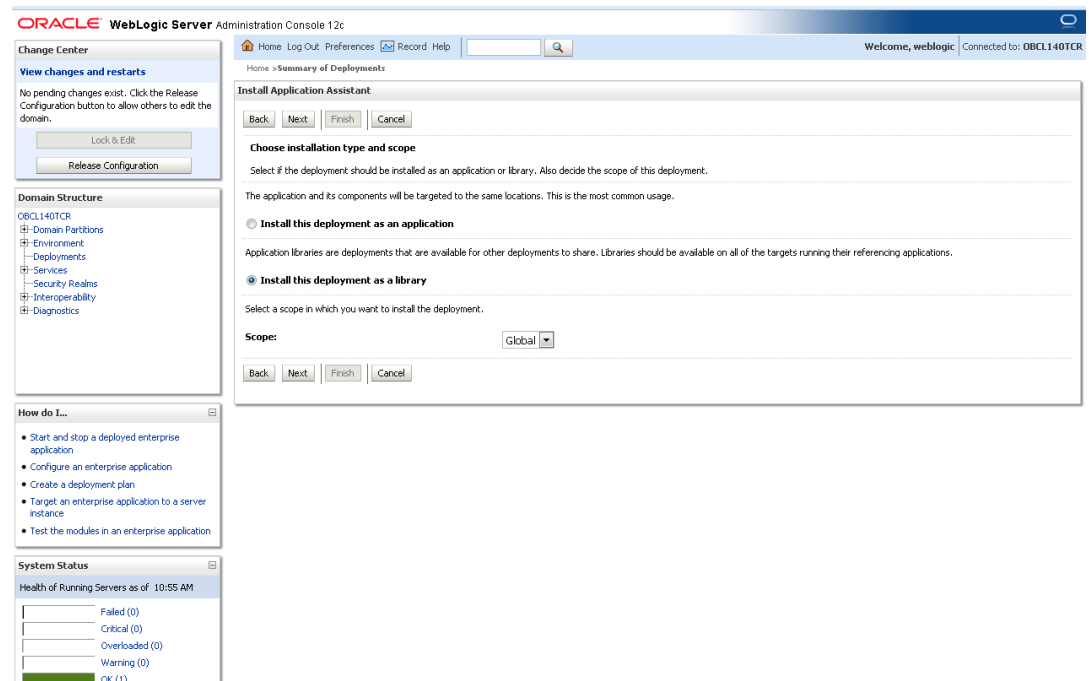 ORACLE WebLogic Server Administration Console 12c
Change Center
View changes and restarts
No pending changes exist. Click the Release
Configuration button to allow others to edit the
domain.
Lock & Edit
Release Configuration
Domain Structure
OBCL140TCR
Domain Partitions
Environment
Deployments
Services
Security Realms
Interoperability
Diagnostics
How do I...
Start and stop a deployed enterprise
application
Configure an enterprise application
Create a deployment plan
Target an enterprise application to a server
instance
Test the modules in an enterprise application
System Status
Health of Running Servers as of 10:55 AM
Failed (0)
Critical (0)
Overloaded (0)
Warning (0)
OK (1)
Home Log Out Preferences Record Help
Welcome, weblogic Connected to: OBCL140TCR
Home >Summary of Deployments
Install Application Assistant
Back Next Finish Cancel
Choose installation type and scope
Select if the deployment should be installed as an application or library. Also decide the scope of this deployment.
The application and its components will be targeted to the same locations. This is the most common usage.
Install this deployment as an application
Application libraries are deployments that are available for other deployments to share. Libraries should be available on all of the targets running their referencing applications.
Install this deployment as a library
Select a scope in which you want to install the deployment.
Scope: Global
Back Next Finish Cancel